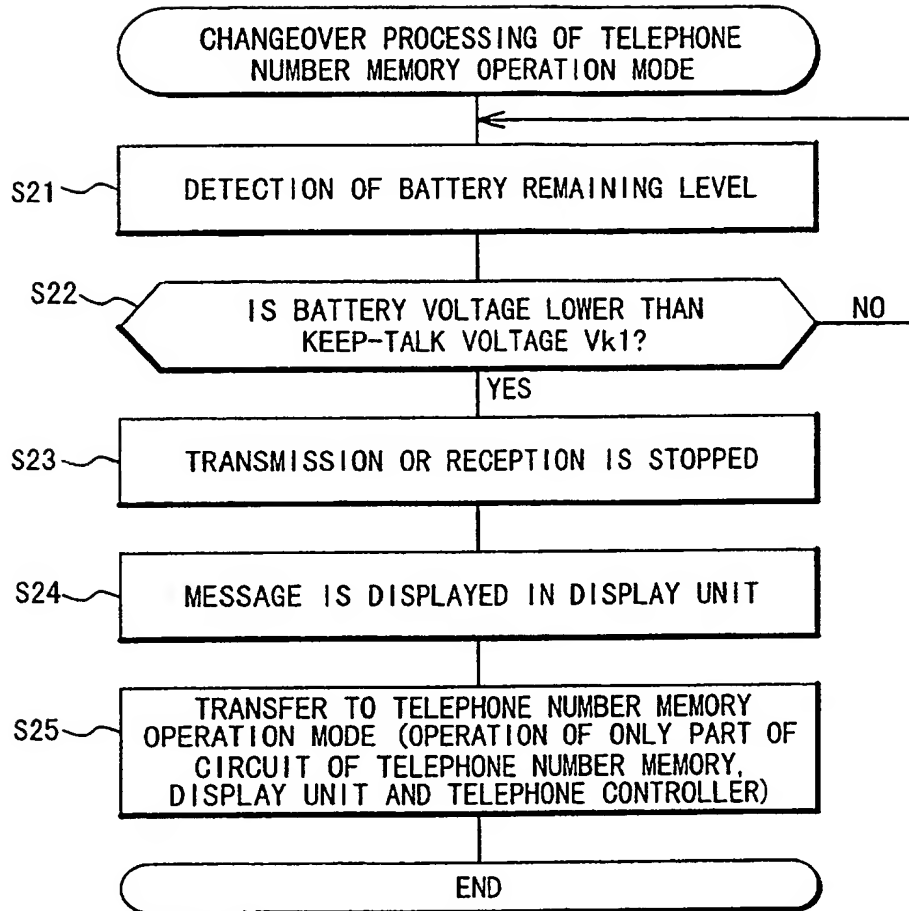 CHANGEOVER PROCESSING OF TELEPHONE
NUMBER MEMORY OPERATION MODE
S21
DETECTION OF BATTERY REMAINING LEVEL
S22
IS BATTERY VOLTAGE LOWER THAN
KEEP-TALK VOLTAGE Vk1?
NO
YES
S23
TRANSMISSION OR RECEPTION IS STOPPED
S24
MESSAGE IS DISPLAYED IN DISPLAY UNIT
S25
TRANSFER TO TELEPHONE NUMBER MEMORY
OPERATION MODE (OPERATION OF ONLY PART OF
CIRCUIT OF TELEPHONE NUMBER MEMORY,
DISPLAY UNIT AND TELEPHONE CONTROLLER)
END